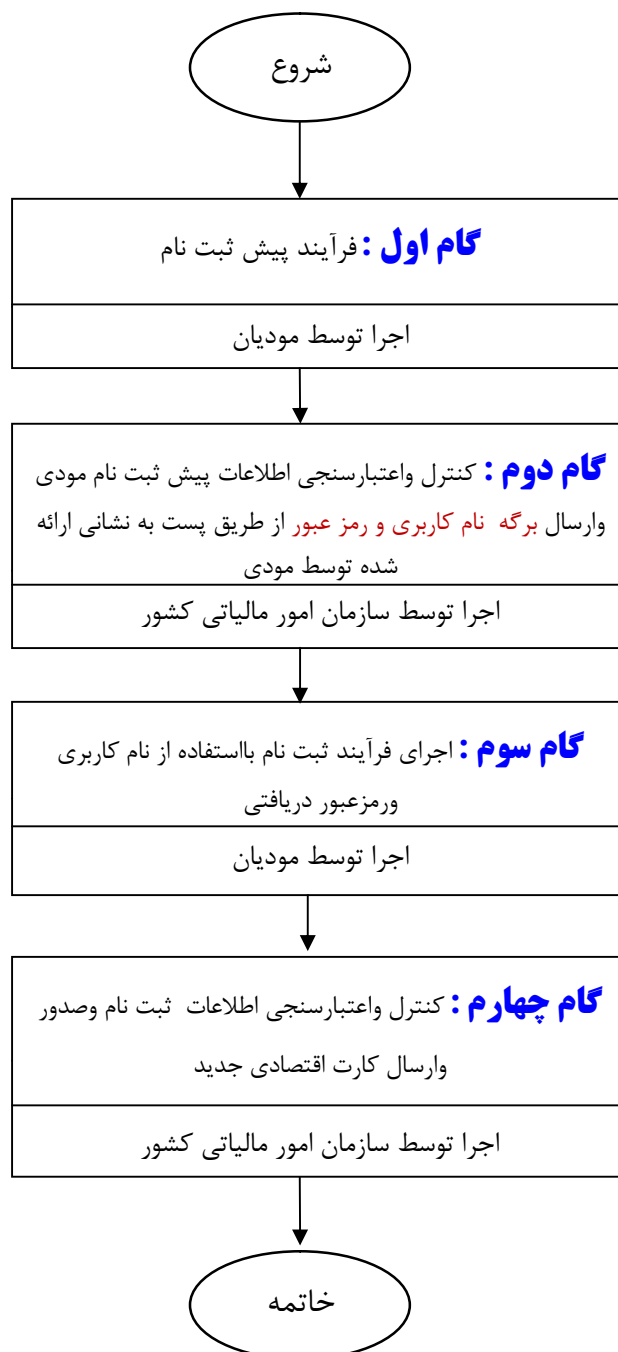 شروع
گام اول : فرآیند پیش ثبت نام
اجرا توسط مودیان
گام دوم : کنترل واعتبارسنجی اطلاعات پیش ثبت نام مودی
وارسال برگه نام کاربری و رمز عبور از طریق پست به نشانی ارائه
شده توسط مودی
اجرا توسط سازمان امور مالیاتی کشور
گام سوم : اجرای فرآیند ثبت نام بااستفاده از نام کاربری
ورمزعبور دریافتی
اجرا توسط مودیان
گام چهارم : کنترل واعتبارسنجی اطلاعات ثبت نام وصدور
وارسال کارت اقتصادی جدید
اجرا توسط سازمان امور مالیاتی کشور
خاتمه